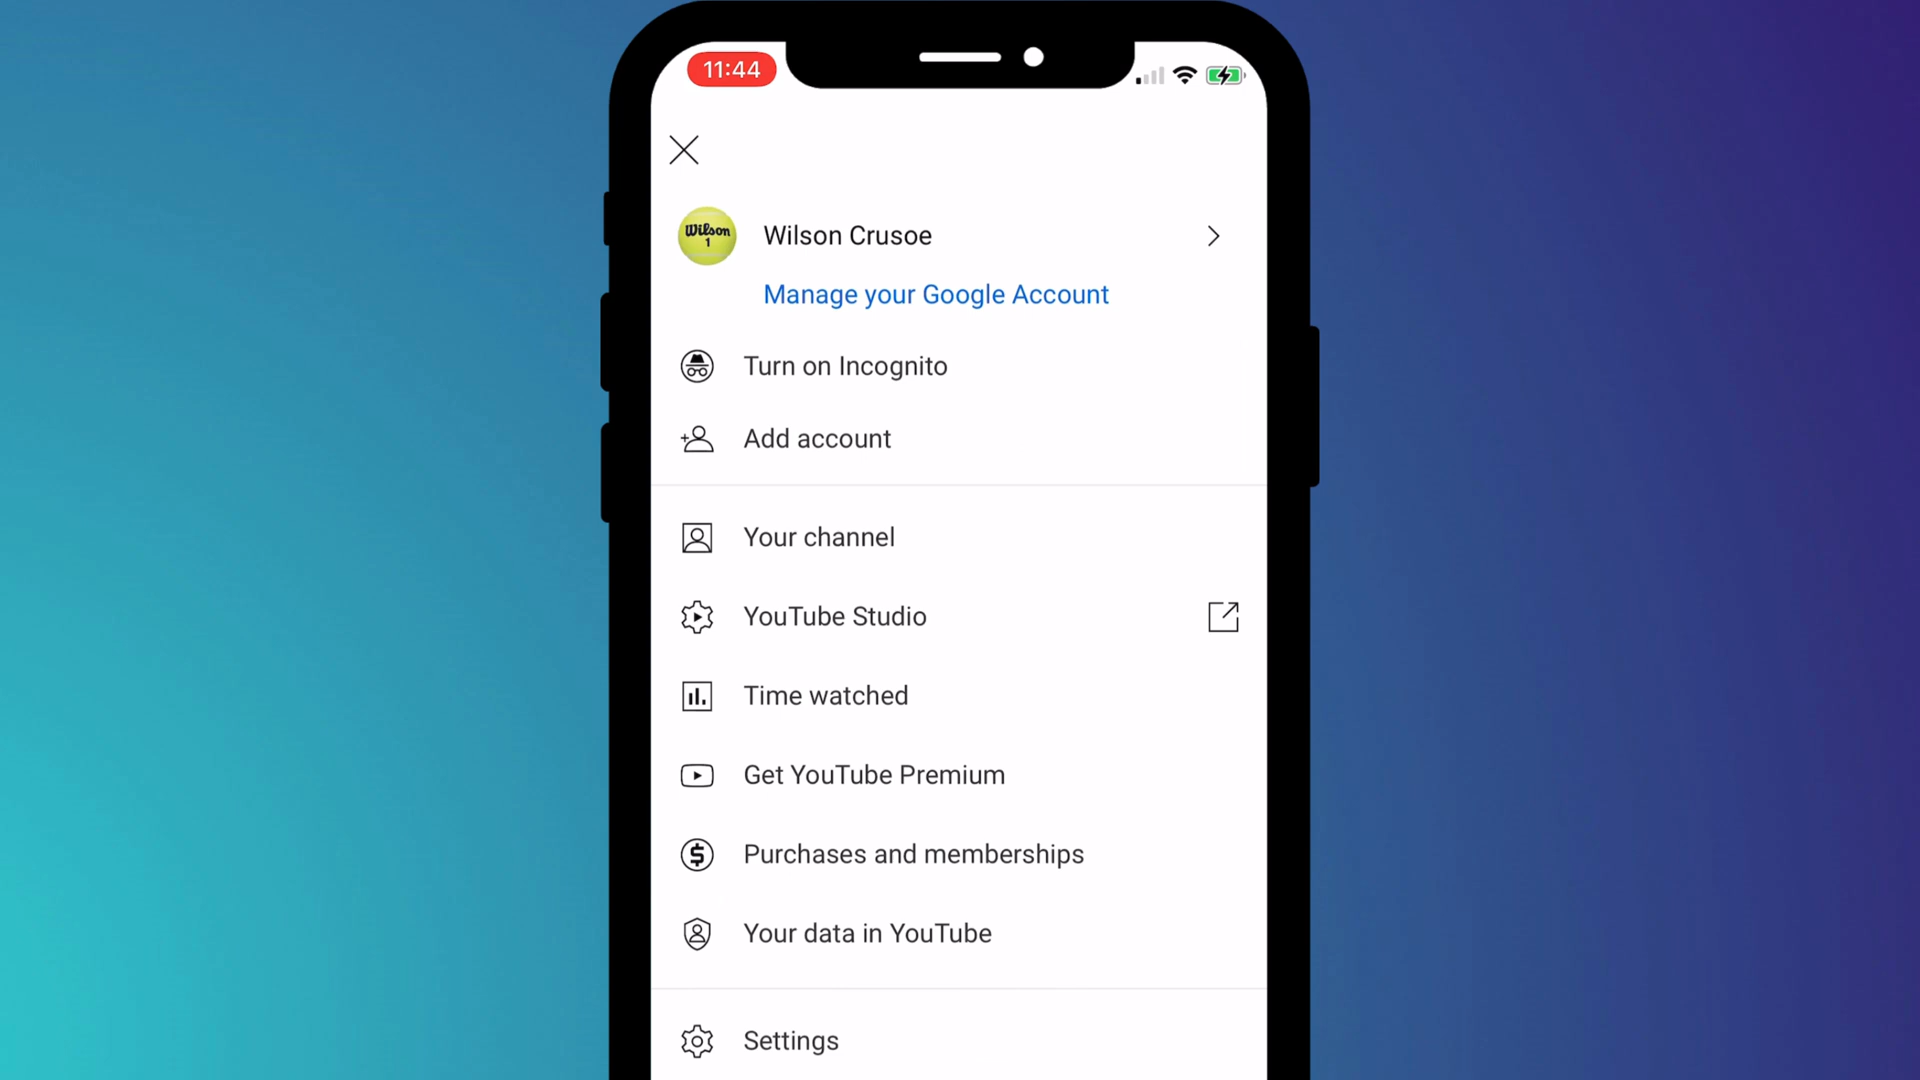 11:44
Wilson
1
Wilson Crusoe
Manage your Google Account
Turn on Incognito
Add account
Your channel
YouTube Studio
Time watched
Get YouTube Premium
Purchases and memberships
Your data in YouTube
Settings